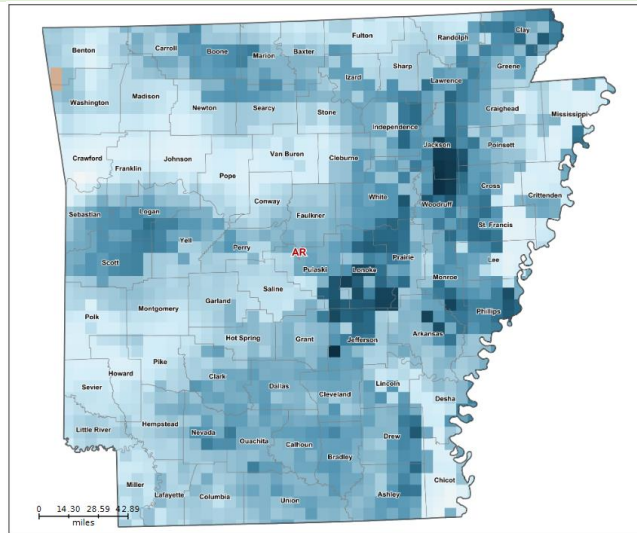 Fulton
Clay
Benton
Carroll
Boone
Marion
Baxter
Randolph
Sharp
Greene
Izard
Lawrence
Washington
Madison
Newton
Searcy
Stone
Craighead
Mississippi
Independence
Jackson
Poinsett
Crawford
Franklin
Johnson
Van Buren
Cleburne
Pope
Cross
Conway
White
Woodruff
Crittenden
Sebastian
Logan
Faulkner
St. Francis
Yell
Perry
AR
Prairie
Lee
Scott
Pulaski
Lonoke
Monroe
Saline
Garland
Polk
Montgomery
Phillips
Hot Spring
Grant
Jefferson
Arkansas
Pike
Howard
Clark
Dallas
Cleveland
Lincoln
Sevier
Desha
Hempstead
Little River
Nevada
Ouachita
Calhoun
Drew
Bradley
Miller
Lafayette
Columbia
Union
Ashley
Chicot
0 14.30 28.59 42.89
miles